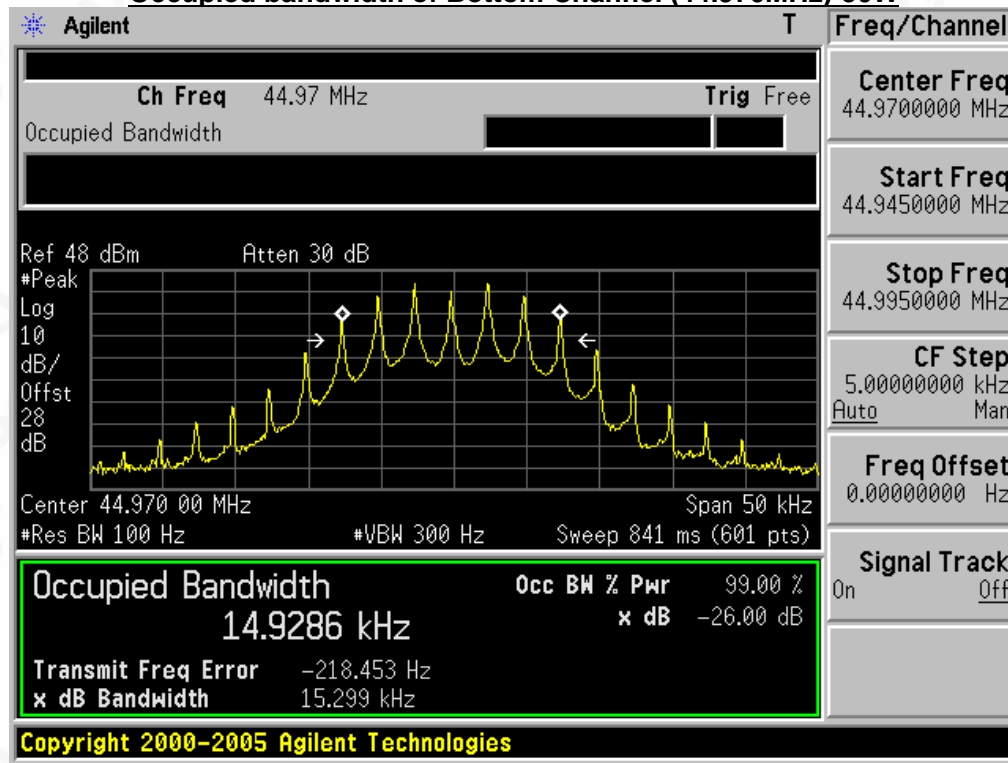 Agilent T Freq/Channel
Ch Freq 44.97 MHz Trig Free
Occupied Bandwidth
Center Freq
44.9700000 MHz
Start Freq
44.9450000 MHz
Stop Freq
44.9950000 MHz
CF Step
5.00000000 kHz
Auto Man
Freq Offset
0.00000000 Hz
Signal Track
On Off
Ref 48 dBm Atten 30 dB
#Peak
Log
10
dB/
Offst
28
dB
Center 44.970 00 MHz Span 50 kHz
#Res BW 100 Hz #VBW 300 Hz Sweep 841 ms (601 pts)
Occupied Bandwidth Occ BW % Pwr 99.00 %
14.9286 kHz x dB -26.00 dB
Transmit Freq Error -218.453 Hz
x dB Bandwidth 15.299 kHz
Copyright 2000-2005 Agilent Technologies